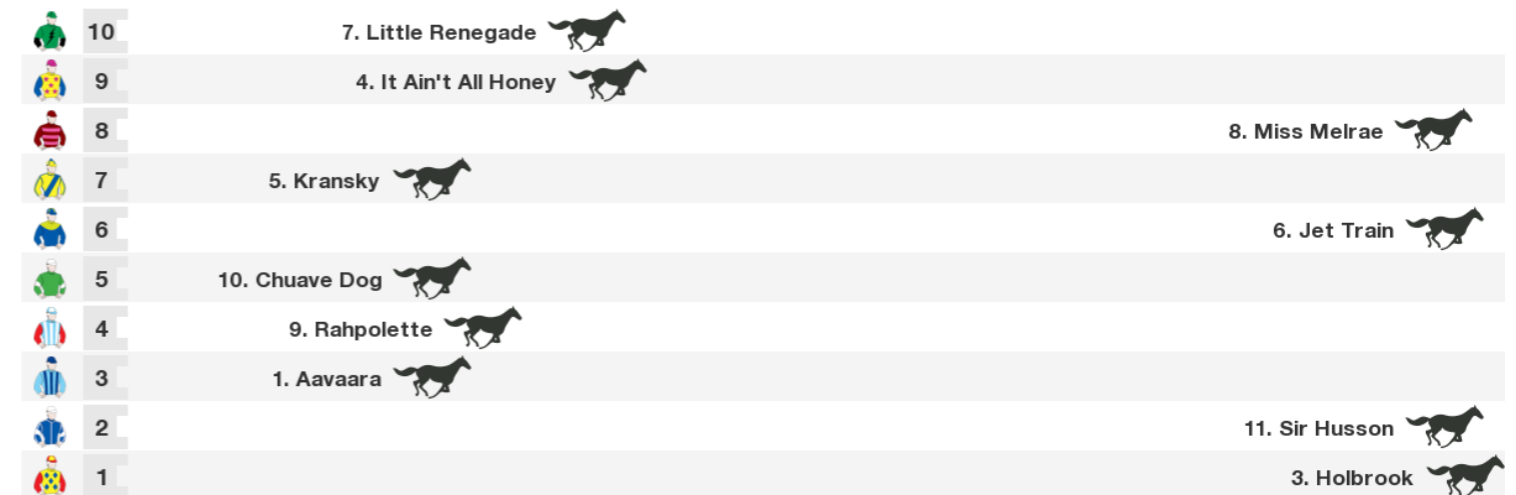 10 7. Little Renegade
9 4. It Ain't All Honey
8 8. Miss Melrae
7 5. Kransky
6 6. Jet Train
5 10. Chuave Dog
4 9. Rahpolette
3 1. Aavaara
2 11. Sir Husson
1 3. Holbrook